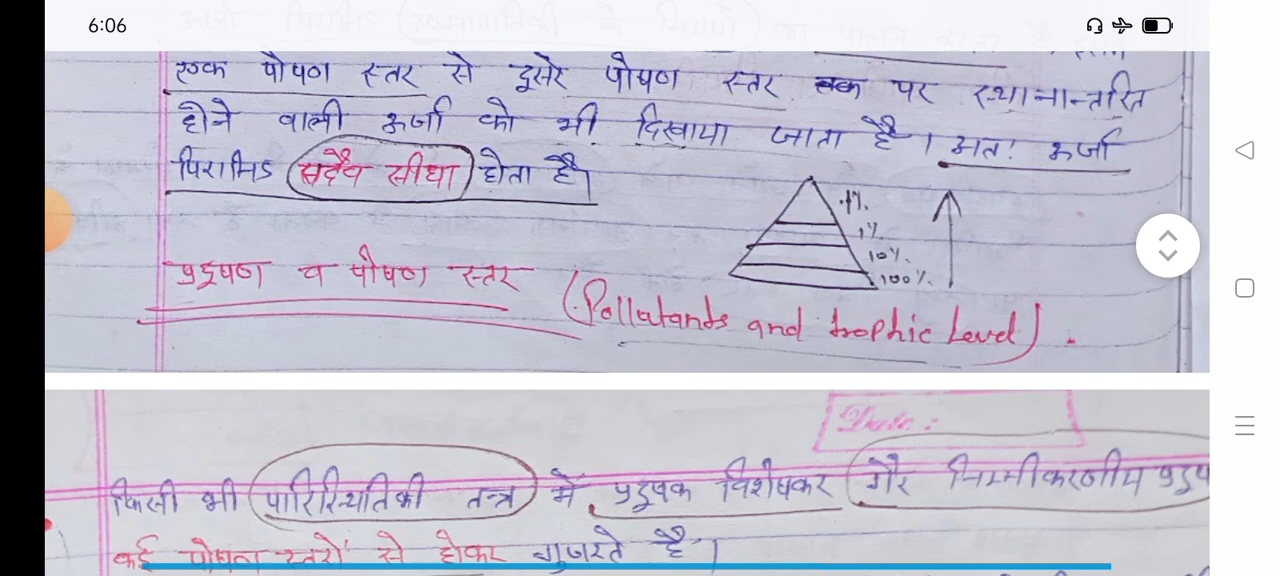 6:06
एक पोषण स्तर से दूसरे पोषण स्तर पर स्थानान्तरित
होने वाली ऊर्जा को भी दिखाया जाता है। अतः ऊर्जा
पिरामिड सदैव सीधा होता है।
.1%.
1%.
10%.
100%.
प्रदूषण व पोषण स्तर
(Pollutands and trophic Level).
Date:
किसी भी पारिस्थितिकी तन्त्र में प्रदूषक विशेषकर गैर निम्नीकरणीय प्रदूष
कई पोषण स्तरों से होकर गुजरते है।